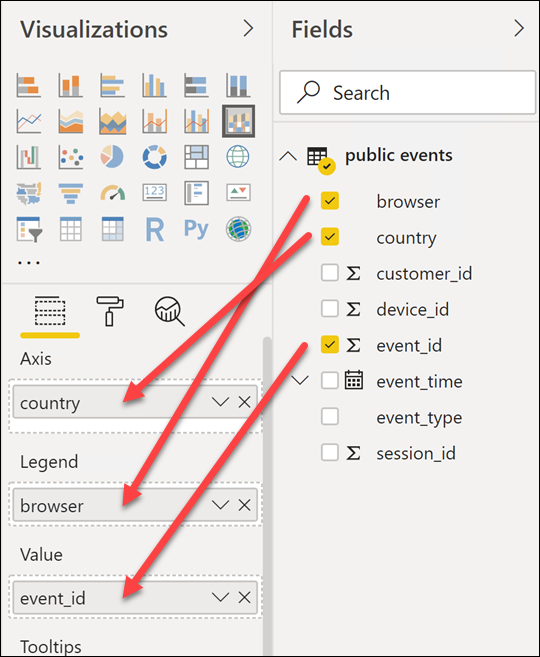 Visualizations
123
R Py
...
Axis
country
Legend
browser
Value
event_id
Tooltips
Fields
Search
public events
browser
country
Σ customer_id
Σ device_id
Σ event_id
event_time
event_type
Σ session_id